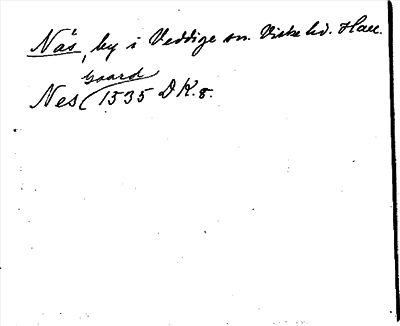 Näs, by i Veddige sn. Viske hd. Hall.
gaard
Nes (1535 DK.8.